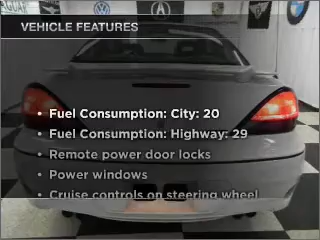 VEHICLE FEATURES
• Fuel Consumption: City: 20
• Fuel Consumption: Highway: 29
• Remote power door locks
• Power windows
• Cruise controls on steering wheel